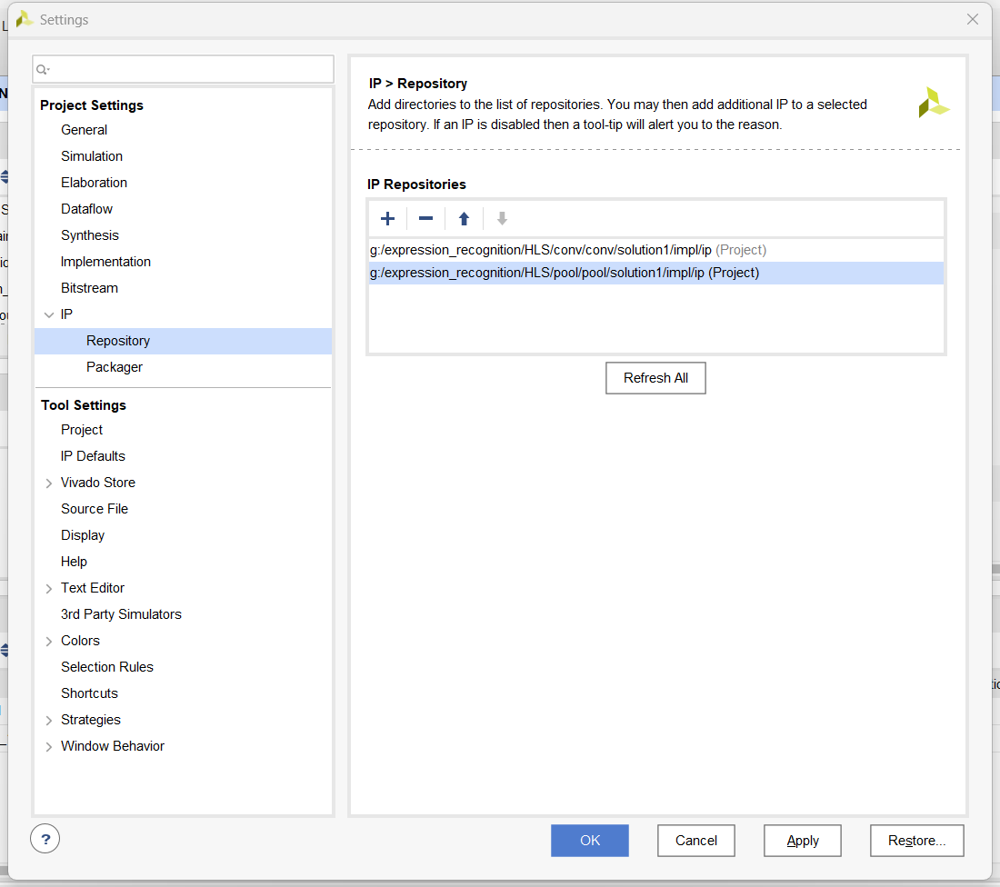 Settings
Project Settings
General
Simulation
Elaboration
Dataflow
Synthesis
Implementation
Bitstream
IP
Repository
Packager
Tool Settings
Project
IP Defaults
Vivado Store
Source File
Display
Help
Text Editor
3rd Party Simulators
Colors
Selection Rules
Shortcuts
Strategies
Window Behavior
IP > Repository
Add directories to the list of repositories. You may then add additional IP to a selected
repository. If an IP is disabled then a tool-tip will alert you to the reason.
IP Repositories
g:/expression_recognition/HLS/conv/conv/solution1/impl/ip (Project)
g:/expression_recognition/HLS/pool/pool/solution1/impl/ip (Project)
Refresh All
?
OK
Cancel
Apply
Restore...